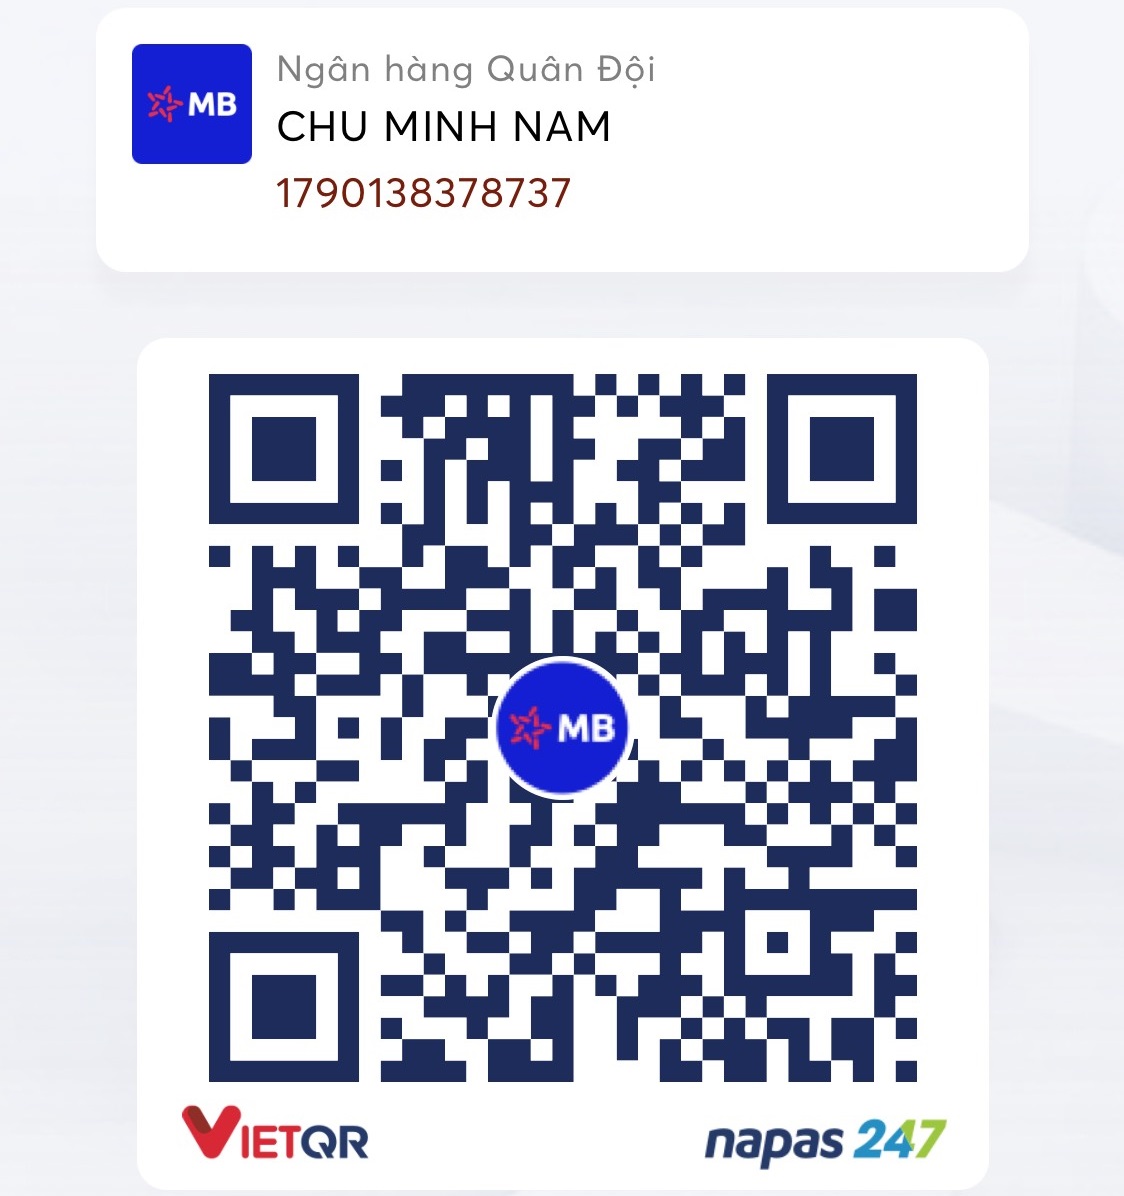 MB
Ngân hàng Quân Đội
CHU MINH NAM
1790138378737
MB
VIETQR
napas 247